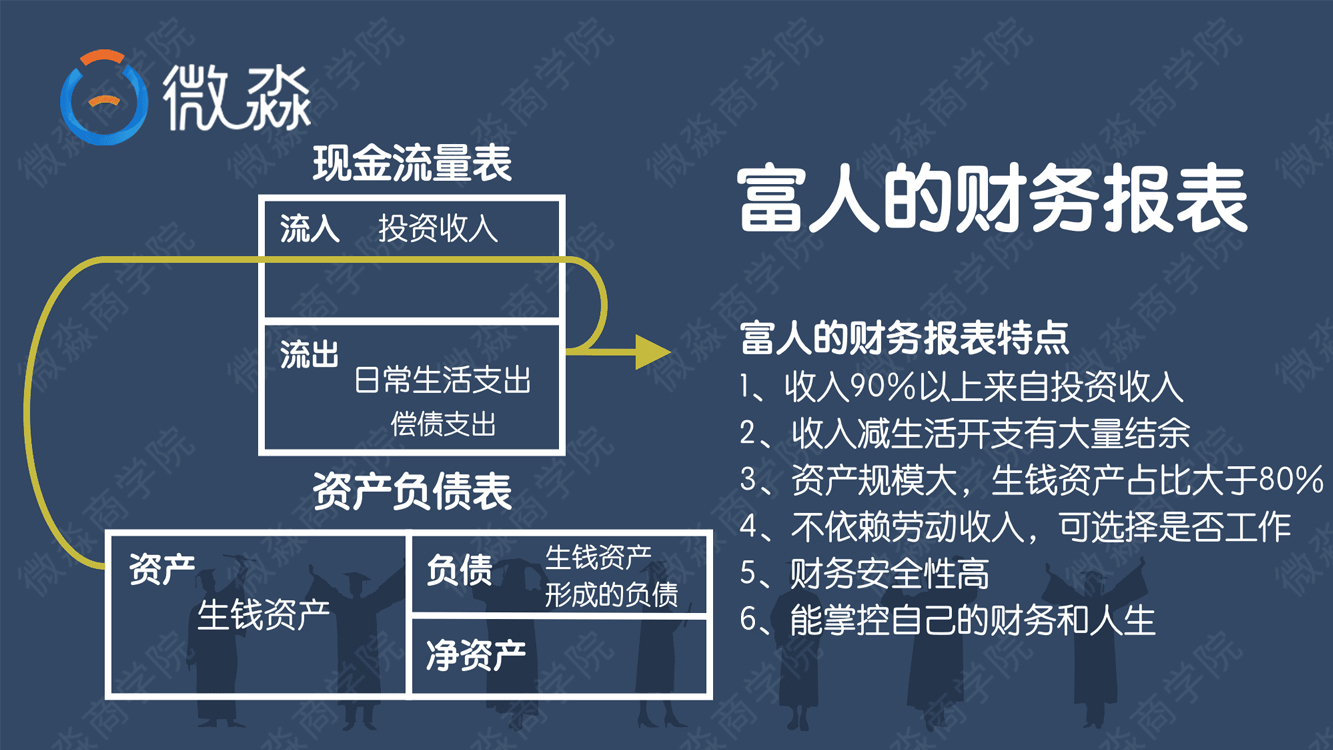 微淼
现金流量表
流入 投资收入
流出
日常生活支出
偿债支出
资产负债表
资产
生钱资产
负债
生钱资产
形成的负债
净资产
富人的财务报表
富人的财务报表特点
1、收入90%以上来自投资收入
2、收入减生活开支有大量结余
3、资产规模大，生钱资产占比大于80%
4、不依赖劳动收入，可选择是否工作
5、财务安全性高
6、能掌控自己的财务和人生
微淼商学院